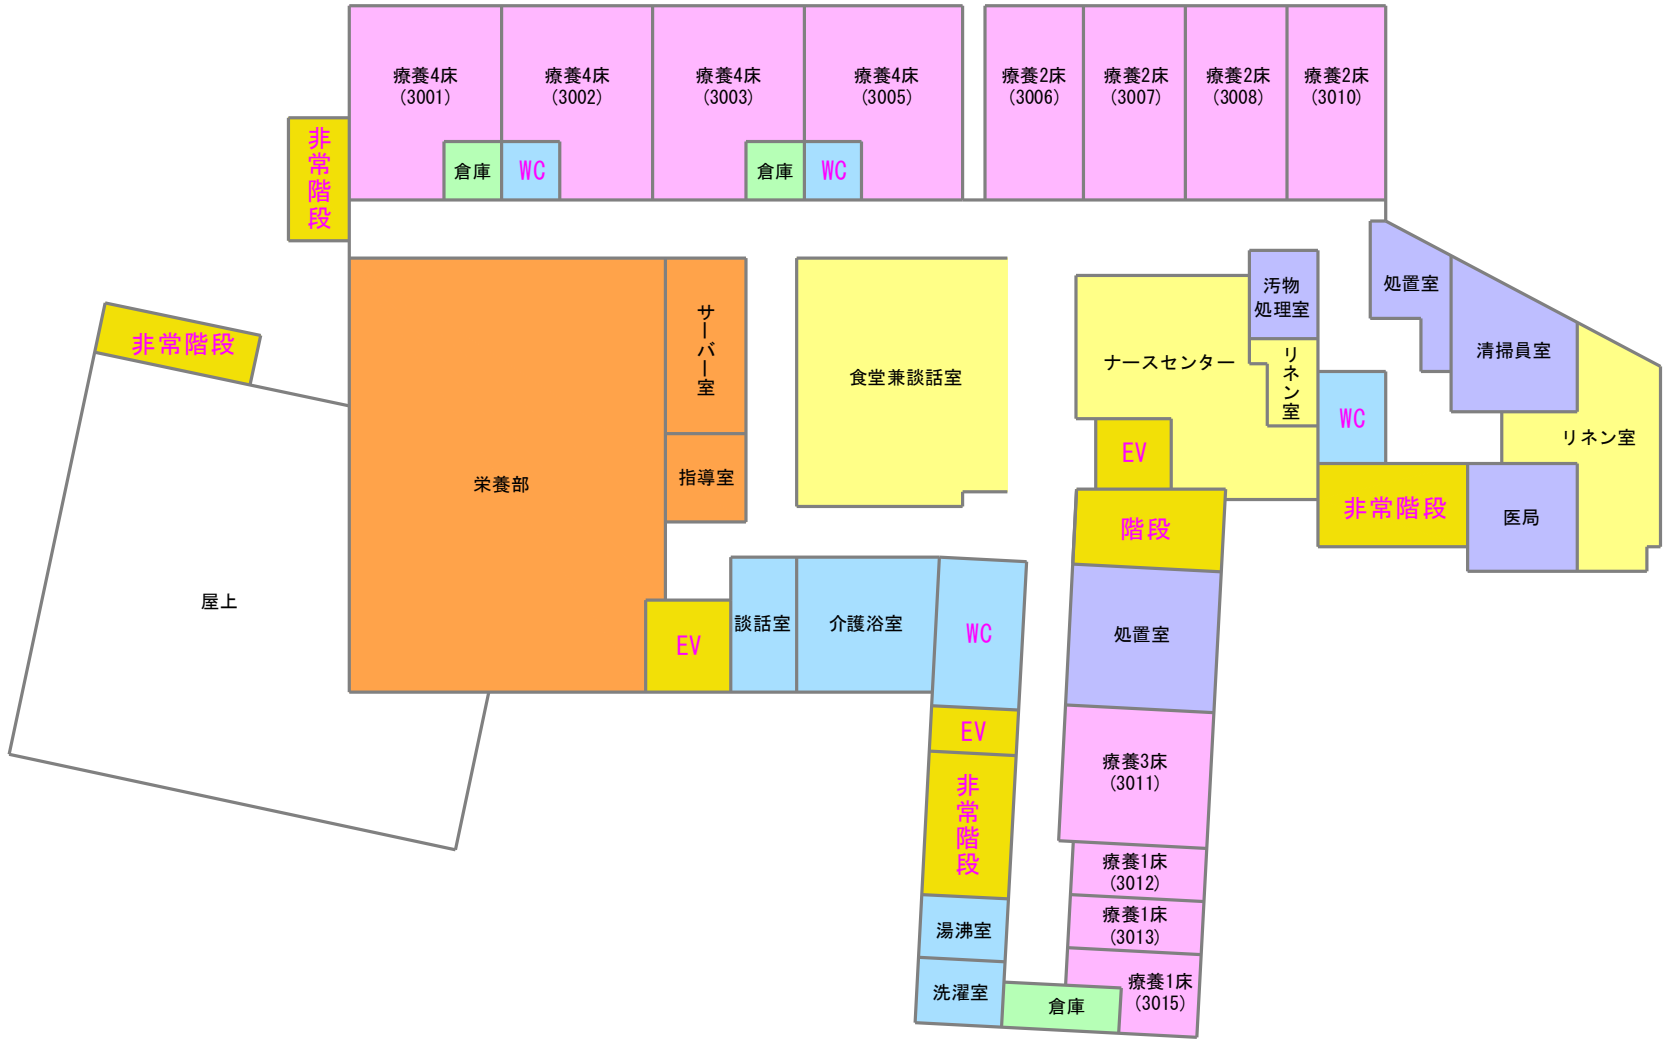 療養4床
(3001)
療養4床
(3002)
療養4床
(3003)
療養4床
(3005)
療養2床
(3006)
療養2床
(3007)
療養2床
(3008)
療養2床
(3010)
非常階段
倉庫
WC
倉庫
WC
非常階段
栄養部
サーバー室
指導室
食堂兼談話室
ナースセンター
汚物
処理室
リネン室
処置室
清掃員室
WC
リネン室
EV
階段
非常階段
医局
屋上
EV
談話室
介護浴室
WC
処置室
EV
非常階段
療養3床
(3011)
療養1床
(3012)
療養1床
(3013)
湯沸室
洗濯室
倉庫
療養1床
(3015)